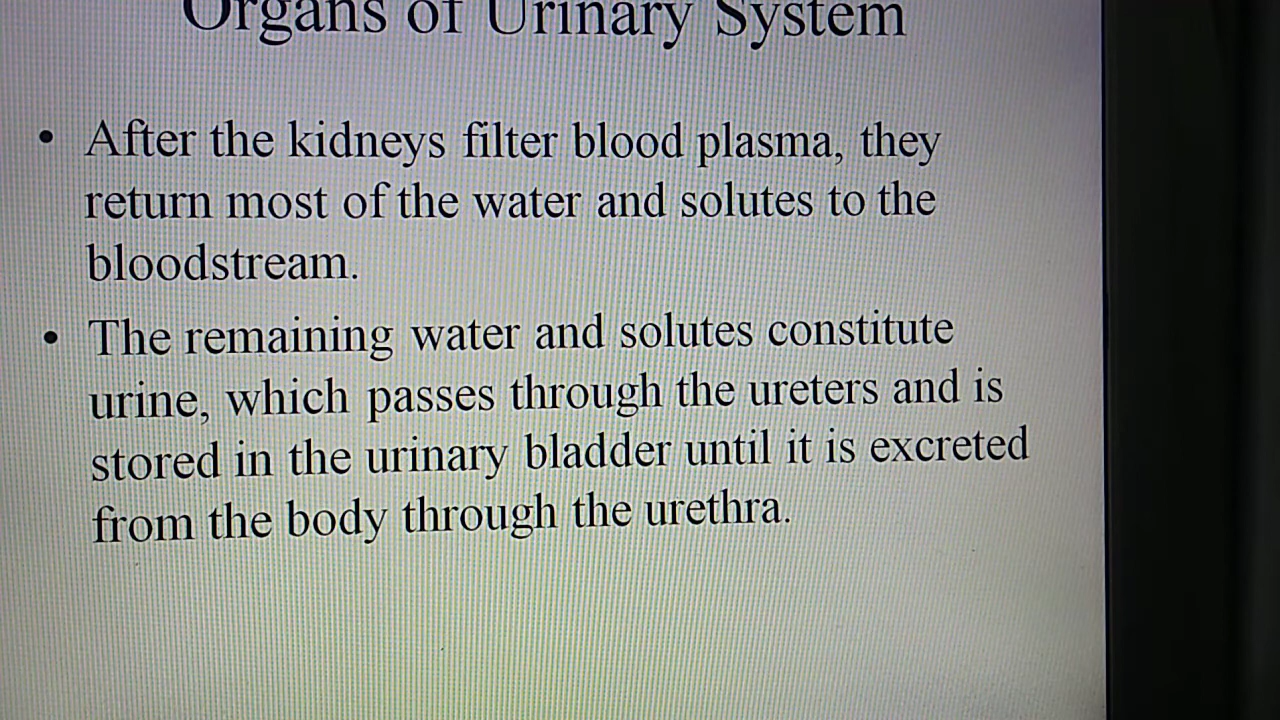 Organs of Urinary System
• After the kidneys filter blood plasma, they
return most of the water and solutes to the
bloodstream.
• The remaining water and solutes constitute
urine, which passes through the ureters and is
stored in the urinary bladder until it is excreted
from the body through the urethra.